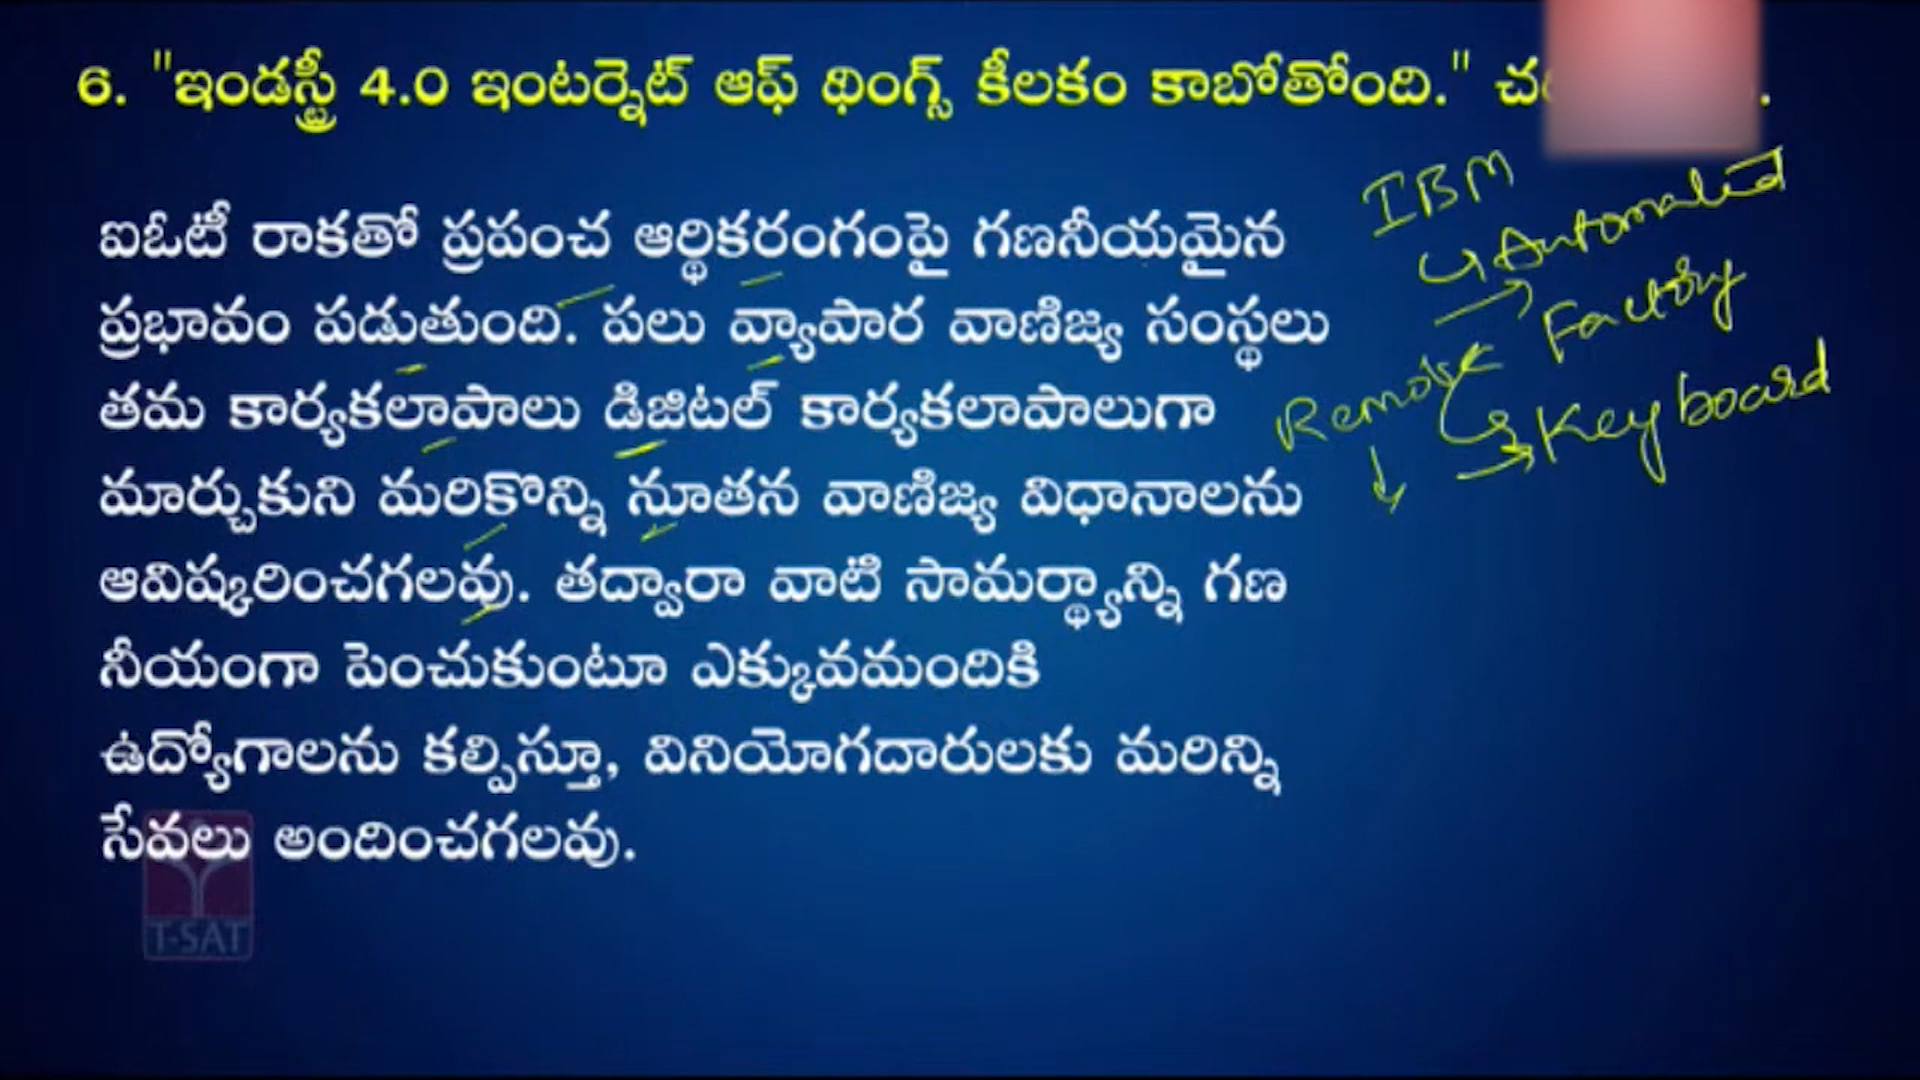 6. "ఇండస్ట్రీ 4.0 ఇంటర్నెట్ ఆఫ్ థింగ్స్ కీలకం కాబోతోంది."
ఐఓటీ రాకతో ప్రపంచ ఆర్థికరంగంపై గణనీయమైన
ప్రభావం పడుతుంది. పలు వ్యాపార వాణిజ్య సంస్థలు
తమ కార్యకలాపాలు డిజిటల్ కార్యకలాపాలుగా
మార్చుకుని మరికొన్ని నూతన వాణిజ్య విధానాలను
ఆవిష్కరించగలవు. తద్వారా వాటి సామర్థ్యాన్ని గణ
నీయంగా పెంచుకుంటూ ఎక్కువమందికి
ఉద్యోగాలను కల్పిస్తూ, వినియోగదారులకు మరిన్ని
సేవలు అందించగలవు.
IBM
Automated
Factory
Remote
Keyboard
T-SAT